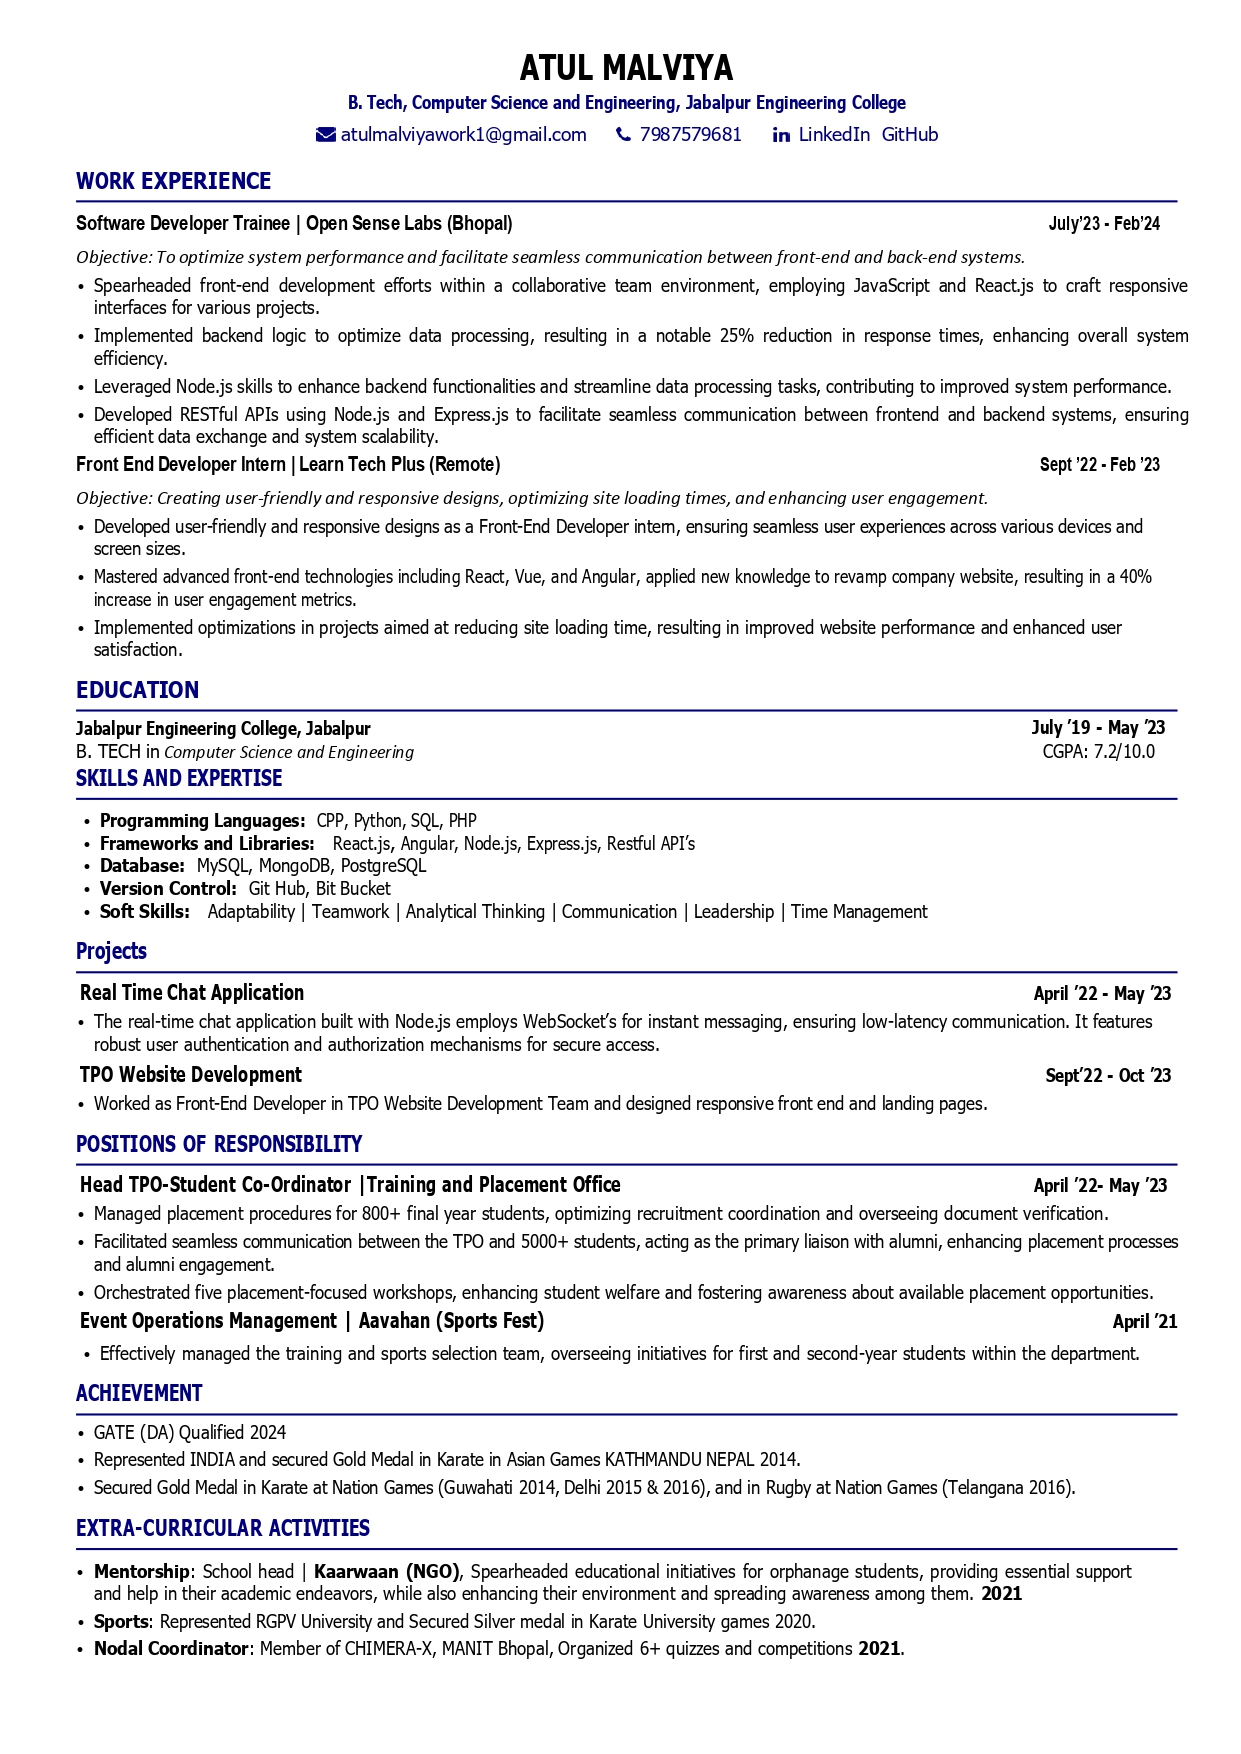 ATUL MALVIYA
B. Tech, Computer Science and Engineering, Jabalpur Engineering College
atulmalviyawork1@gmail.com 7987579681 LinkedIn GitHub
WORK EXPERIENCE
Software Developer Trainee | Open Sense Labs (Bhopal) July’23 - Feb’24
Objective: To optimize system performance and facilitate seamless communication between front-end and back-end systems.
• Spearheaded front-end development efforts within a collaborative team environment, employing JavaScript and React.js to craft responsive
interfaces for various projects.
• Implemented backend logic to optimize data processing, resulting in a notable 25% reduction in response times, enhancing overall system
efficiency.
• Leveraged Node.js skills to enhance backend functionalities and streamline data processing tasks, contributing to improved system performance.
• Developed RESTful APIs using Node.js and Express.js to facilitate seamless communication between frontend and backend systems, ensuring
efficient data exchange and system scalability.
Front End Developer Intern | Learn Tech Plus (Remote) Sept ’22 - Feb ’23
Objective: Creating user-friendly and responsive designs, optimizing site loading times, and enhancing user engagement.
• Developed user-friendly and responsive designs as a Front-End Developer intern, ensuring seamless user experiences across various devices and
screen sizes.
• Mastered advanced front-end technologies including React, Vue, and Angular, applied new knowledge to revamp company website, resulting in a 40%
increase in user engagement metrics.
• Implemented optimizations in projects aimed at reducing site loading time, resulting in improved website performance and enhanced user
satisfaction.
EDUCATION
Jabalpur Engineering College, Jabalpur July ’19 - May ’23
B. TECH in Computer Science and Engineering CGPA: 7.2/10.0
SKILLS AND EXPERTISE
• Programming Languages: CPP, Python, SQL, PHP
• Frameworks and Libraries: React.js, Angular, Node.js, Express.js, Restful API’s
• Database: MySQL, MongoDB, PostgreSQL
• Version Control: Git Hub, Bit Bucket
• Soft Skills: Adaptability | Teamwork | Analytical Thinking | Communication | Leadership | Time Management
Projects
Real Time Chat Application April ’22 - May ’23
• The real-time chat application built with Node.js employs WebSocket’s for instant messaging, ensuring low-latency communication. It features
robust user authentication and authorization mechanisms for secure access.
TPO Website Development Sept’22 - Oct ’23
• Worked as Front-End Developer in TPO Website Development Team and designed responsive front end and landing pages.
POSITIONS OF RESPONSIBILITY
Head TPO-Student Co-Ordinator |Training and Placement Office April ’22- May ’23
• Managed placement procedures for 800+ final year students, optimizing recruitment coordination and overseeing document verification.
• Facilitated seamless communication between the TPO and 5000+ students, acting as the primary liaison with alumni, enhancing placement processes
and alumni engagement.
• Orchestrated five placement-focused workshops, enhancing student welfare and fostering awareness about available placement opportunities.
Event Operations Management | Aavahan (Sports Fest) April ’21
• Effectively managed the training and sports selection team, overseeing initiatives for first and second-year students within the department.
ACHIEVEMENT
• GATE (DA) Qualified 2024
• Represented INDIA and secured Gold Medal in Karate in Asian Games KATHMANDU NEPAL 2014.
• Secured Gold Medal in Karate at Nation Games (Guwahati 2014, Delhi 2015 & 2016), and in Rugby at Nation Games (Telangana 2016).
EXTRA-CURRICULAR ACTIVITIES
• Mentorship: School head | Kaarwaan (NGO), Spearheaded educational initiatives for orphanage students, providing essential support
and help in their academic endeavors, while also enhancing their environment and spreading awareness among them. 2021
• Sports: Represented RGPV University and Secured Silver medal in Karate University games 2020.
• Nodal Coordinator: Member of CHIMERA-X, MANIT Bhopal, Organized 6+ quizzes and competitions 2021.